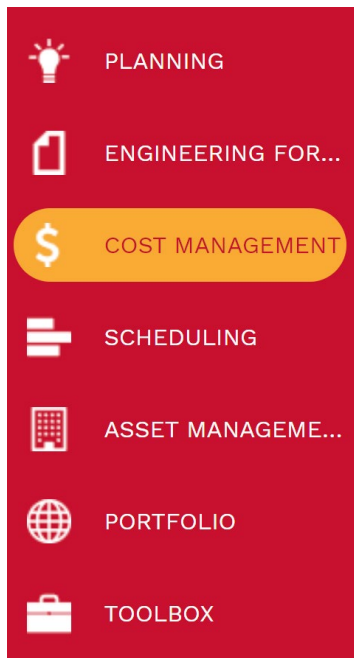 PLANNING
ENGINEERING FOR...
COST MANAGEMENT
SCHEDULING
ASSET MANAGEME...
PORTFOLIO
TOOLBOX